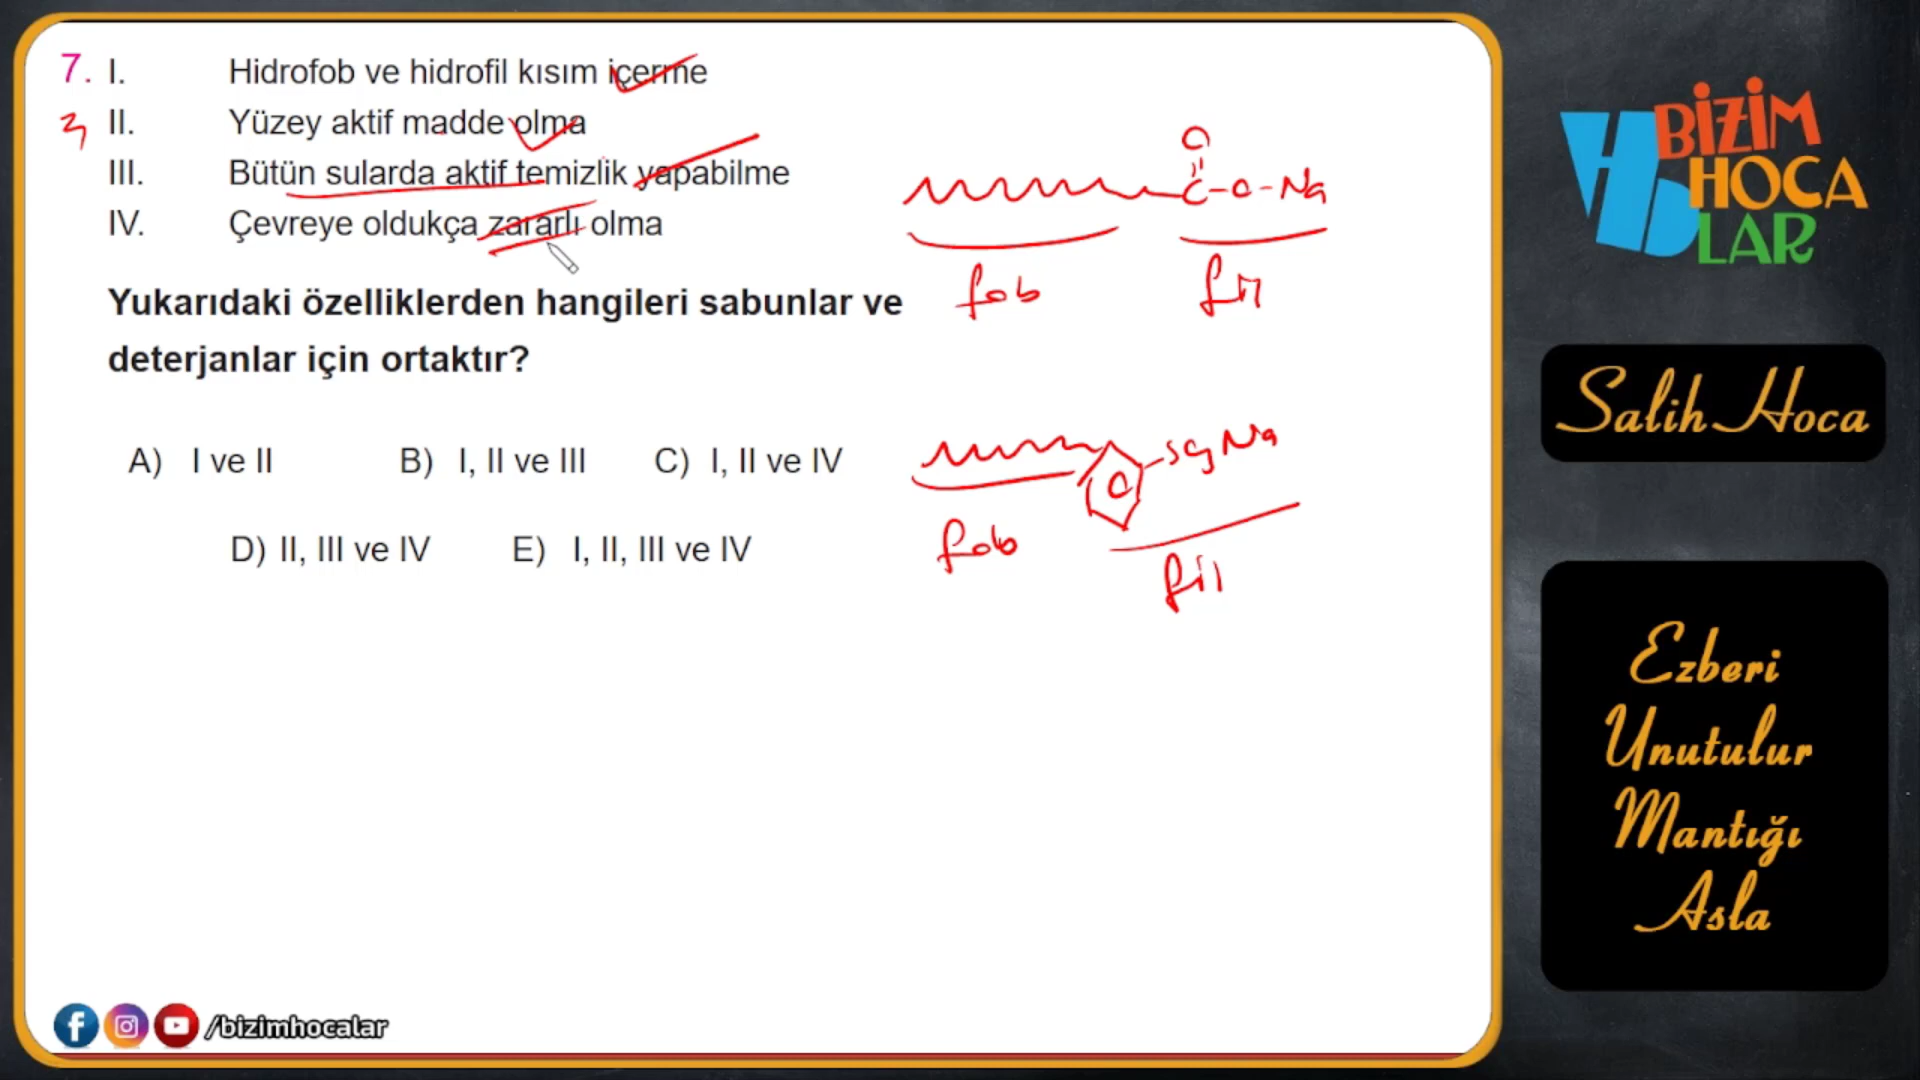 7. I. Hidrofob ve hidrofil kısım içerme
II. Yüzey aktif madde olma
III. Bütün sularda aktif temizlik yapabilme
IV. Çevreye oldukça zararlı olma
Yukarıdaki özelliklerden hangileri sabunlar ve
deterjanlar için ortaktır?
A) I ve II B) I, II ve III C) I, II ve IV
D) II, III ve IV E) I, II, III ve IV
O
C-O-Na
fob fil
SO3Na
fob
fil
BİZİM
HOCA
LAR
Salih Hoca
Ezberi
Unutulur
Mantığı
Asla
/bizimhocalar